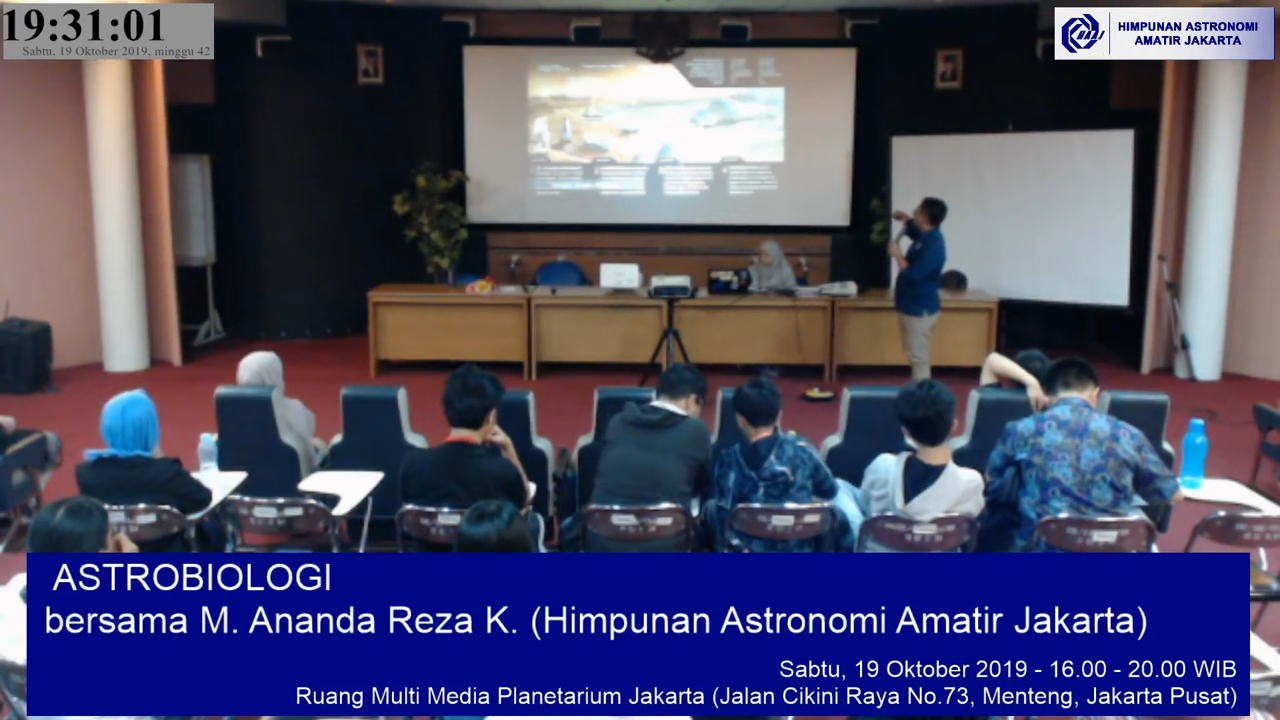 19:31:01
Sabtu, 19 Oktober 2019, minggu 42
HIMPUNAN ASTRONOMI
AMATIR JAKARTA
ASTROBIOLOGI
bersama M. Ananda Reza K. (Himpunan Astronomi Amatir Jakarta)
Sabtu, 19 Oktober 2019 - 16.00 - 20.00 WIB
Ruang Multi Media Planetarium Jakarta (Jalan Cikini Raya No.73, Menteng, Jakarta Pusat)